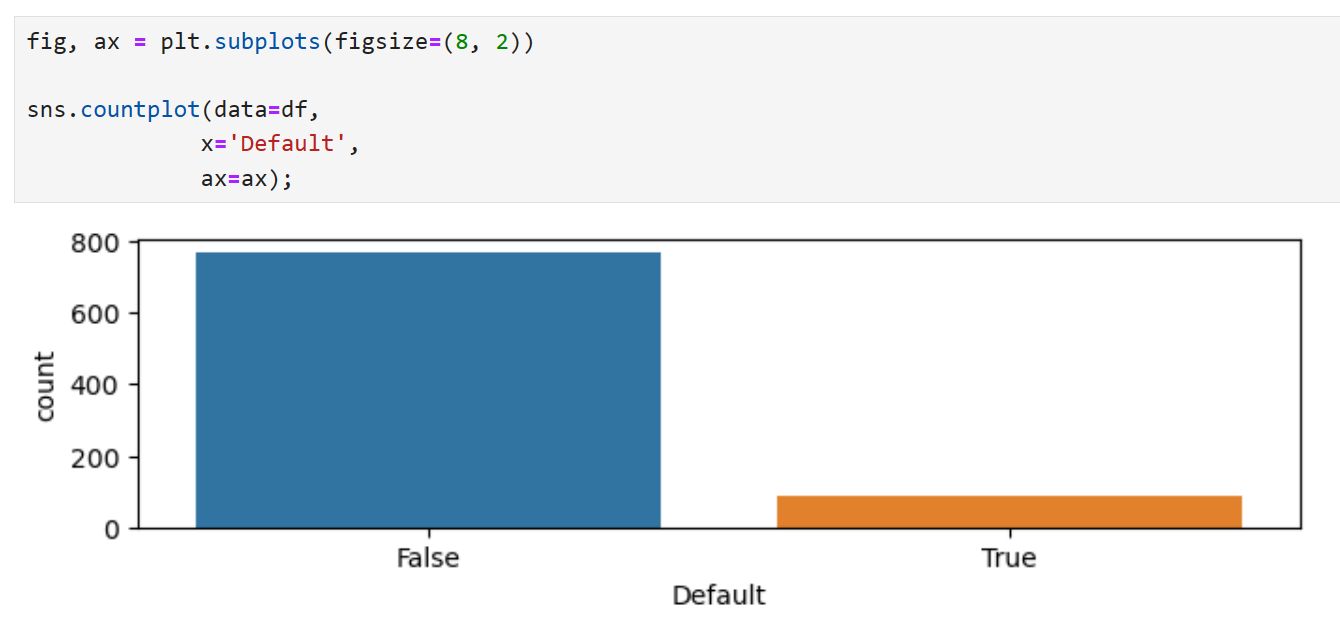 fig, ax = plt.subplots(figsize=(8, 2))
sns.countplot(data=df,
x='Default',
ax=ax);
800
600
400
200
0
count
False True
Default